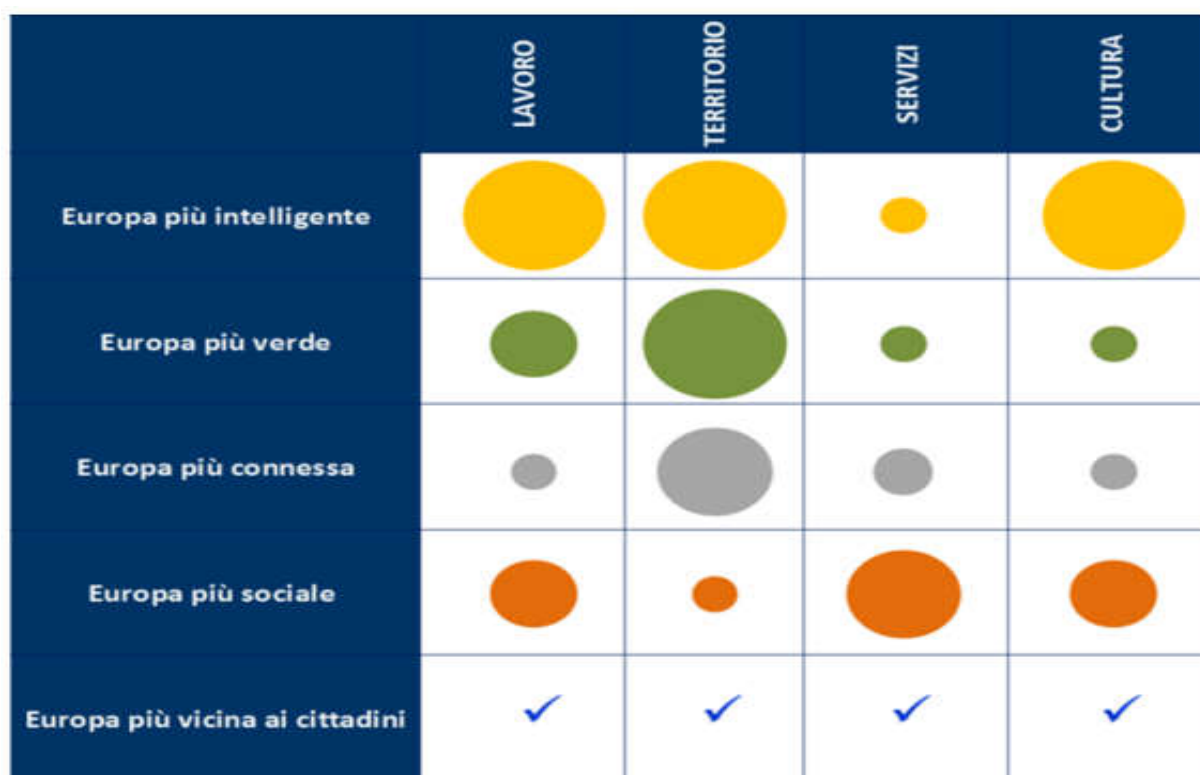 LAVORO
TERRITORIO
SERVIZI
CULTURA
Europa più intelligente
Europa più verde
Europa più connessa
Europa più sociale
Europa più vicina ai cittadini